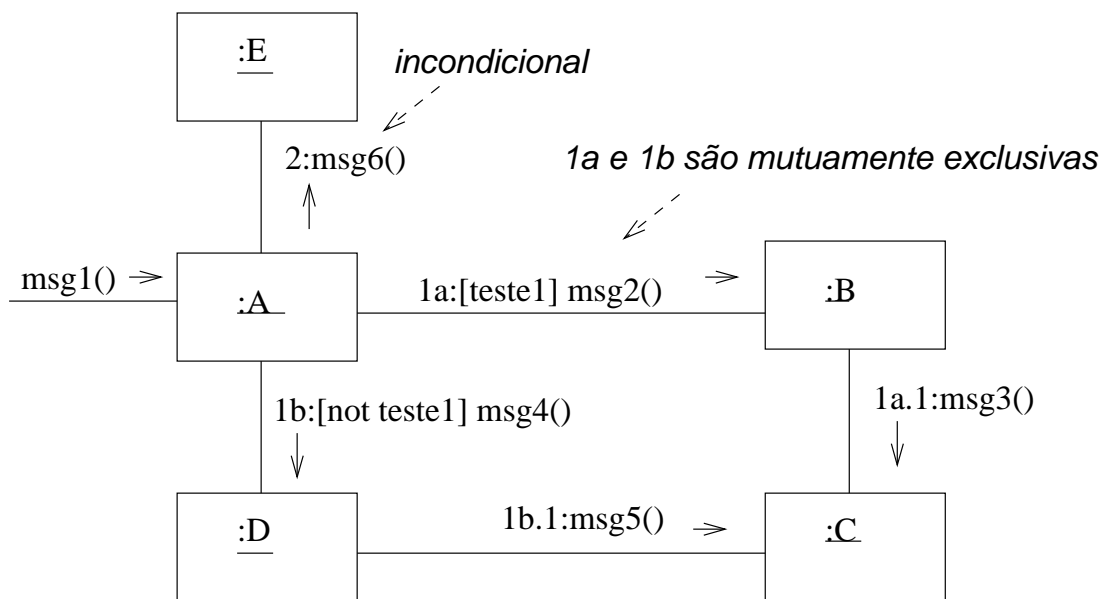 :E
incondicional
2:msg6()
1a e 1b são mutuamente exclusivas
msg1()
:A
1a:[teste1] msg2()
:B
1b:[not teste1] msg4()
1a.1:msg3()
:D
1b.1:msg5()
:C